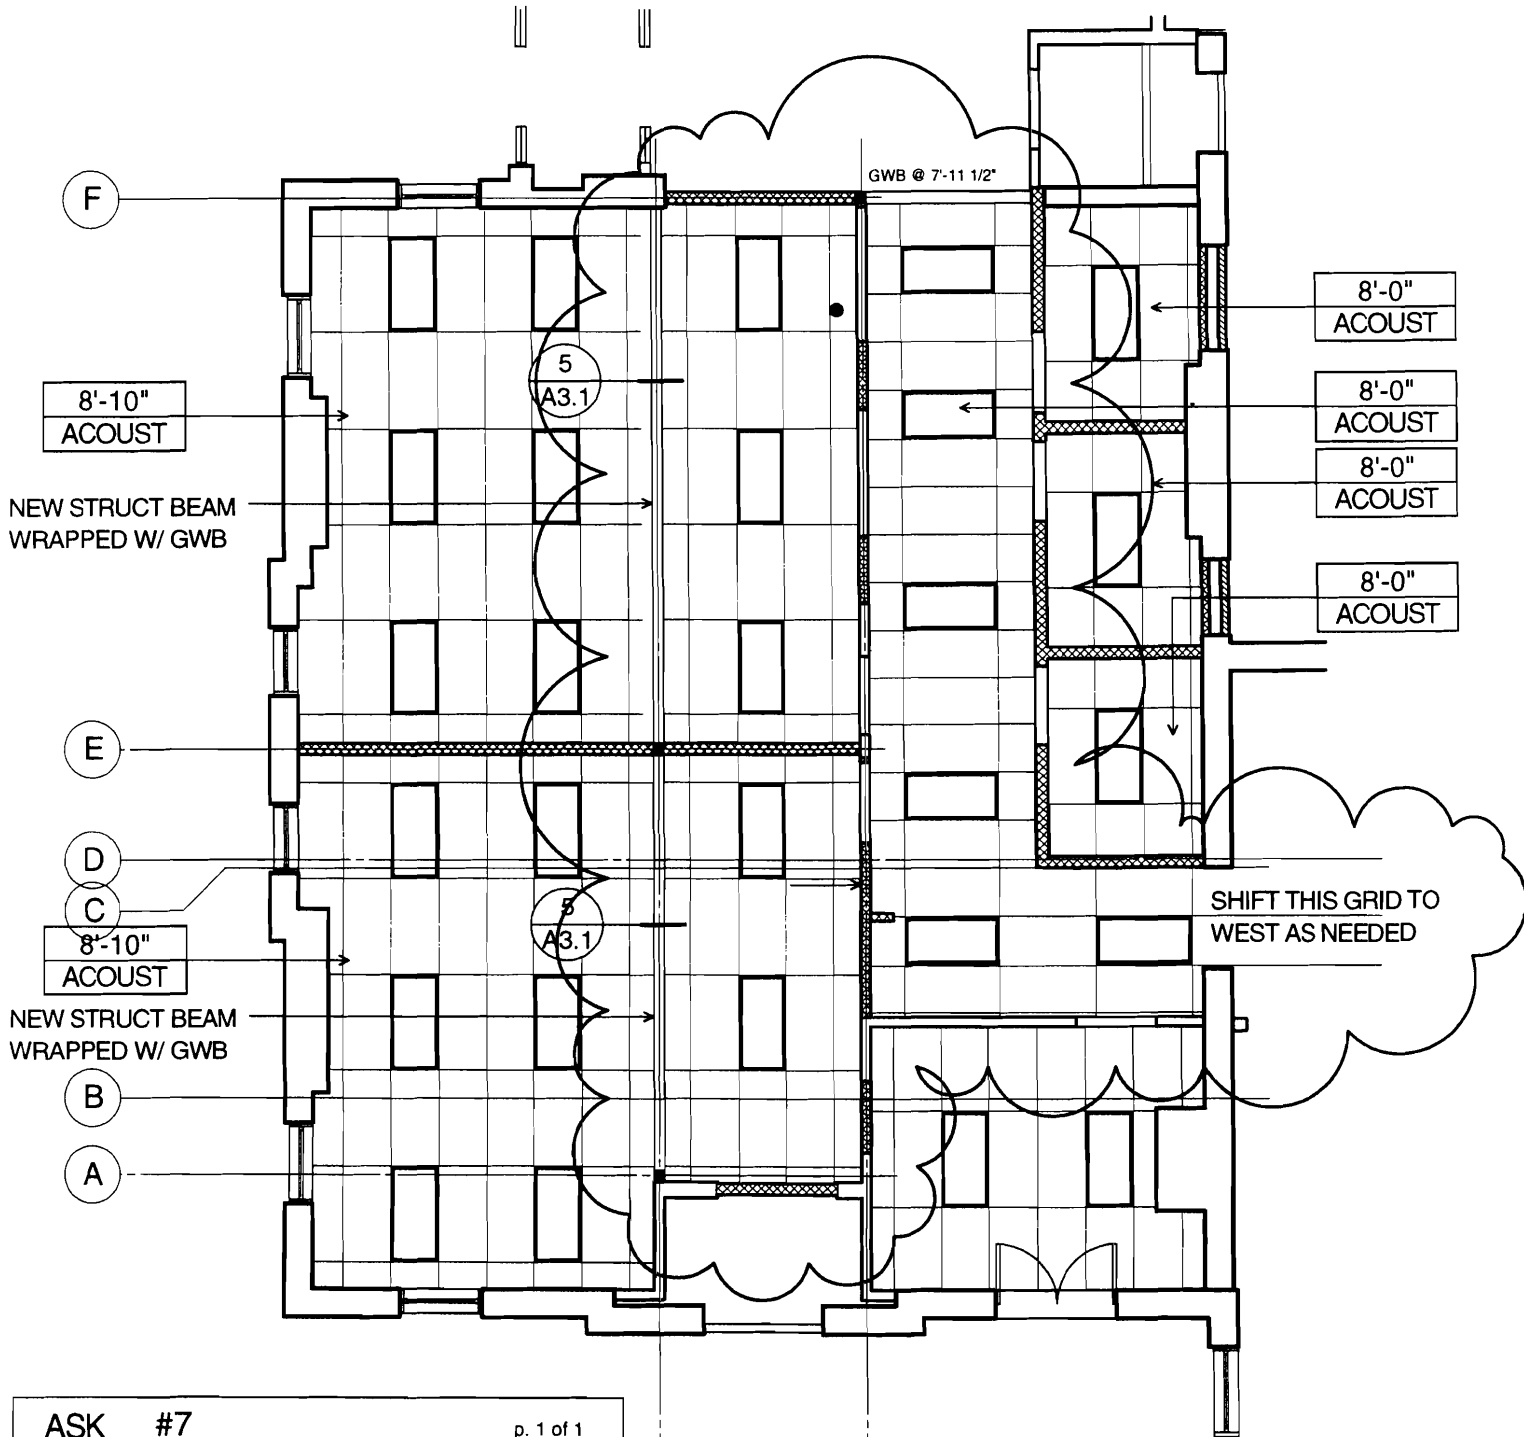 GWB @ 7'-11 1/2"
F
8'-0"
ACOUST
5
A3.1
8'-10"
ACOUST
8'-0"
ACOUST
8'-0"
ACOUST
NEW STRUCT BEAM
WRAPPED W/ GWB
8'-0"
ACOUST
E
D
C
5
A3.1
SHIFT THIS GRID TO
WEST AS NEEDED
8'-10"
ACOUST
NEW STRUCT BEAM
WRAPPED W/ GWB
B
A
ASK #7 p. 1 of 1